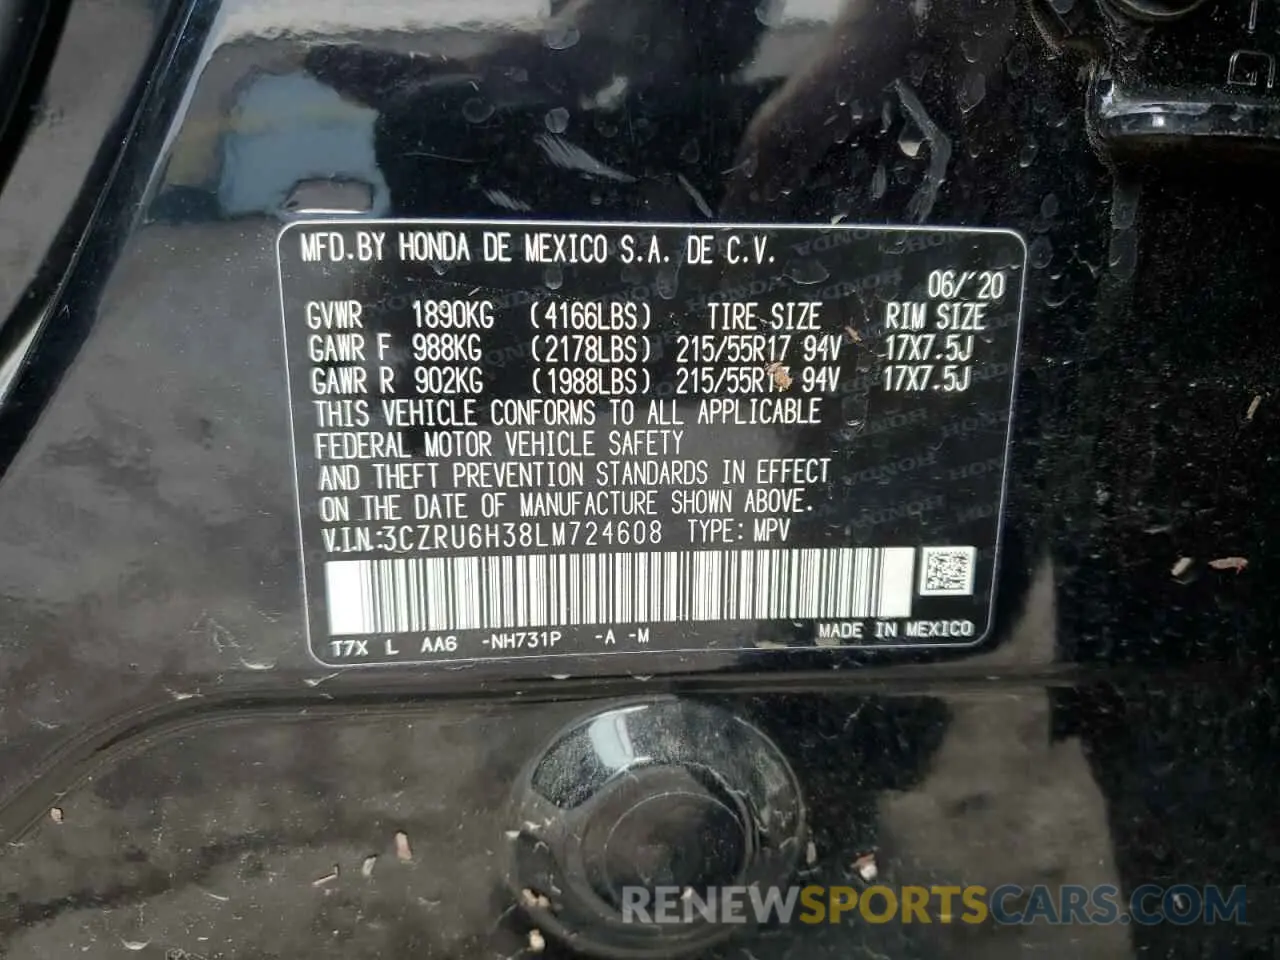 MFD.BY HONDA DE MEXICO S.A. DE C.V.
06/'20
GVWR 1890KG (4166LBS) TIRE SIZE RIM SIZE
GAWR F 988KG (2178LBS) 215/55R17 94V 17X7.5J
GAWR R 902KG (1988LBS) 215/55R17 94V 17X7.5J
THIS VEHICLE CONFORMS TO ALL APPLICABLE
FEDERAL MOTOR VEHICLE SAFETY
AND THEFT PREVENTION STANDARDS IN EFFECT
ON THE DATE OF MANUFACTURE SHOWN ABOVE.
V.I.N.:3CZRU6H38LM724608 TYPE: MPV
T7X L AA6 -NH731P -A -M MADE IN MEXICO
RENEWSPORTSCARS.COM